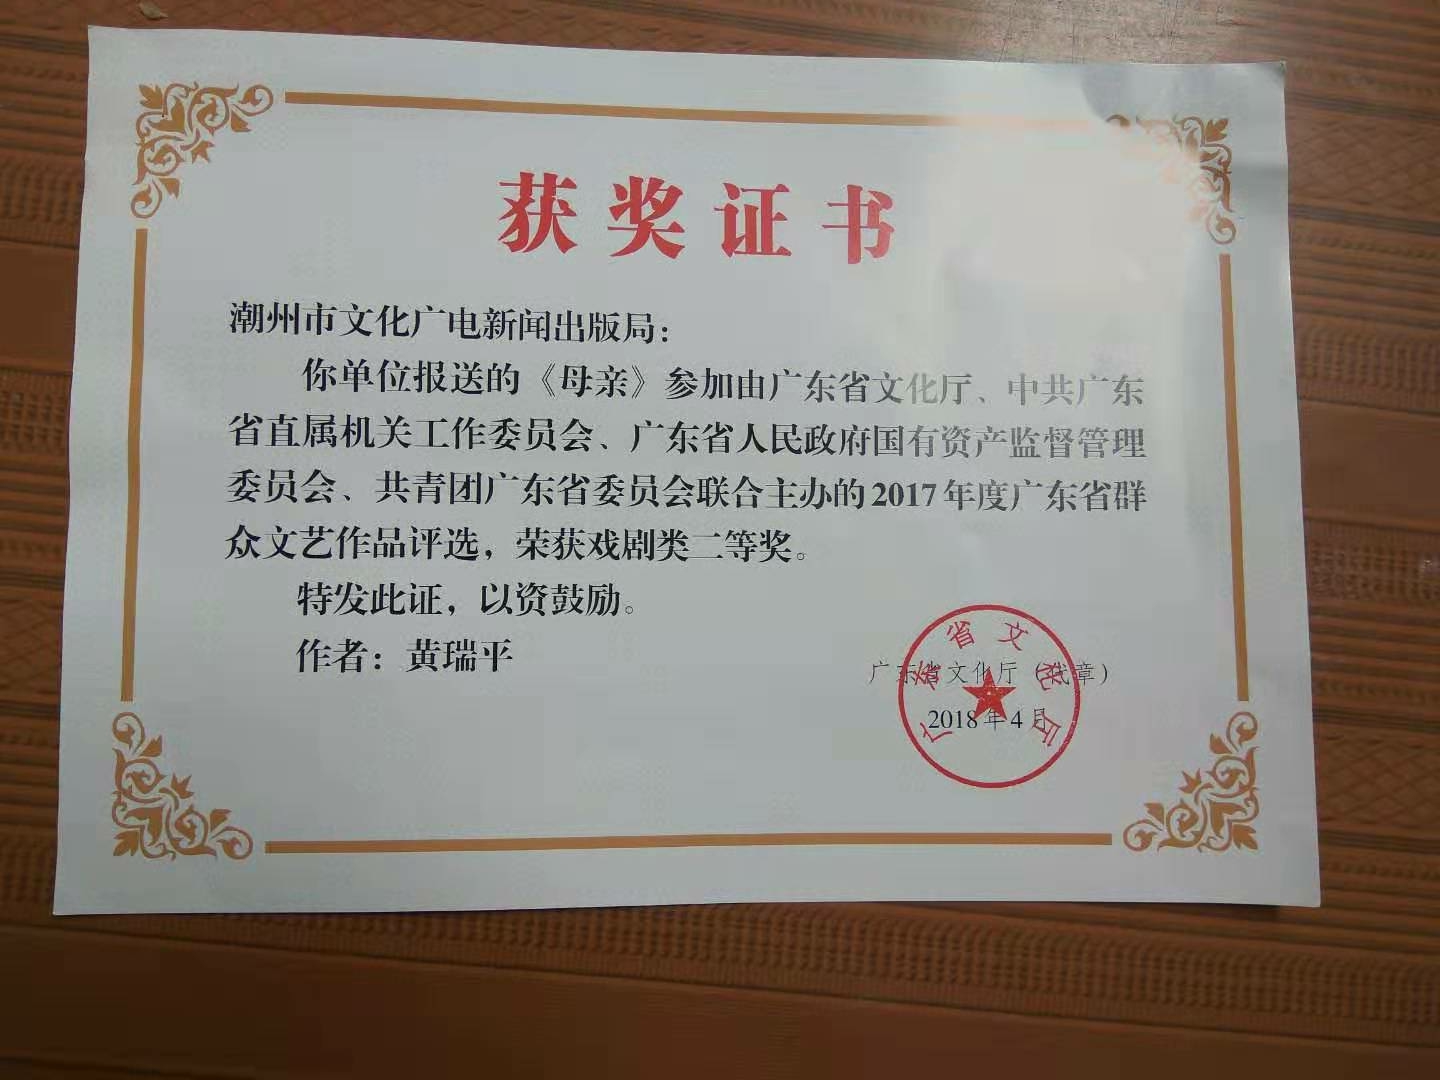 获奖证书
潮州市文化广电新闻出版局：
你单位报送的《母亲》参加由广东省文化厅、中共广东
省直属机关工作委员会、广东省人民政府国有资产监督管理
委员会、共青团广东省委员会联合主办的2017年度广东省群
众文艺作品评选，荣获戏剧类二等奖。
特发此证，以资鼓励。
作者：黄瑞平
广东省文化厅（代章）
2018年4月
广东省文化厅